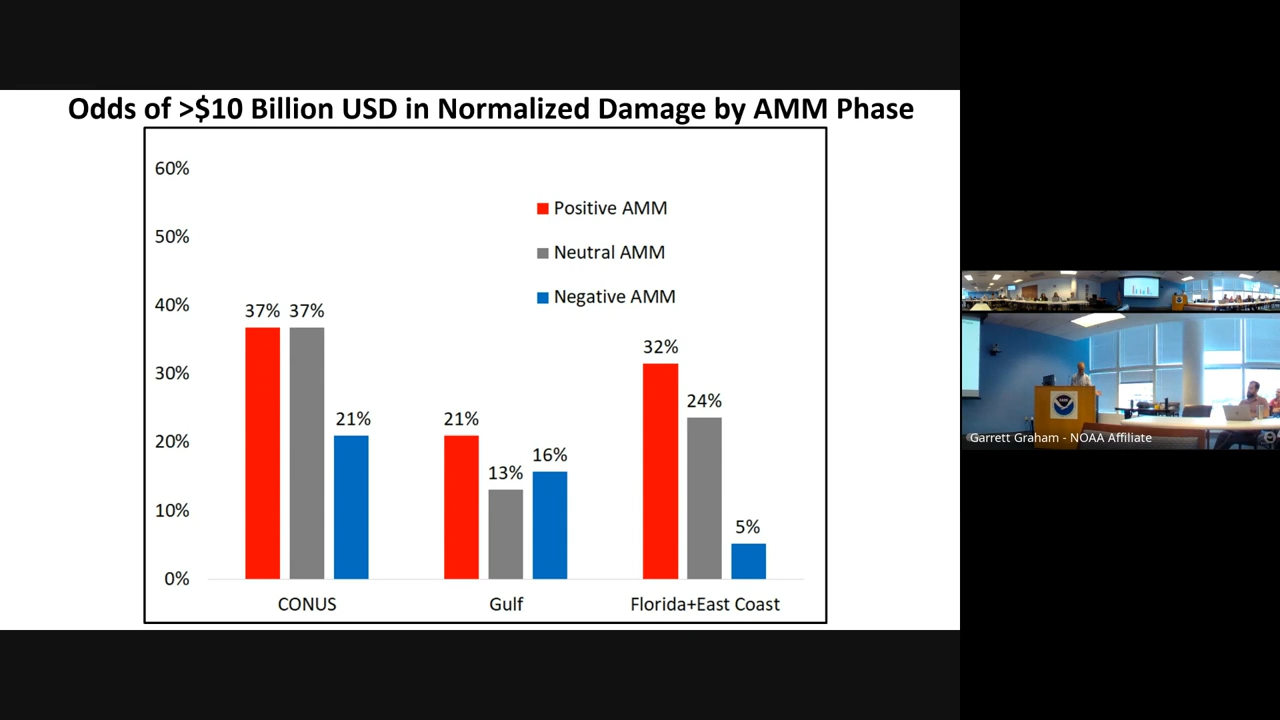 Odds of >$10 Billion USD in Normalized Damage by AMM Phase
60%
50%
40%
30%
20%
10%
0%
Positive AMM
Neutral AMM
Negative AMM
37%
37%
21%
21%
13%
16%
32%
24%
5%
CONUS
Gulf
Florida+East Coast
Garrett Graham - NOAA Affiliate